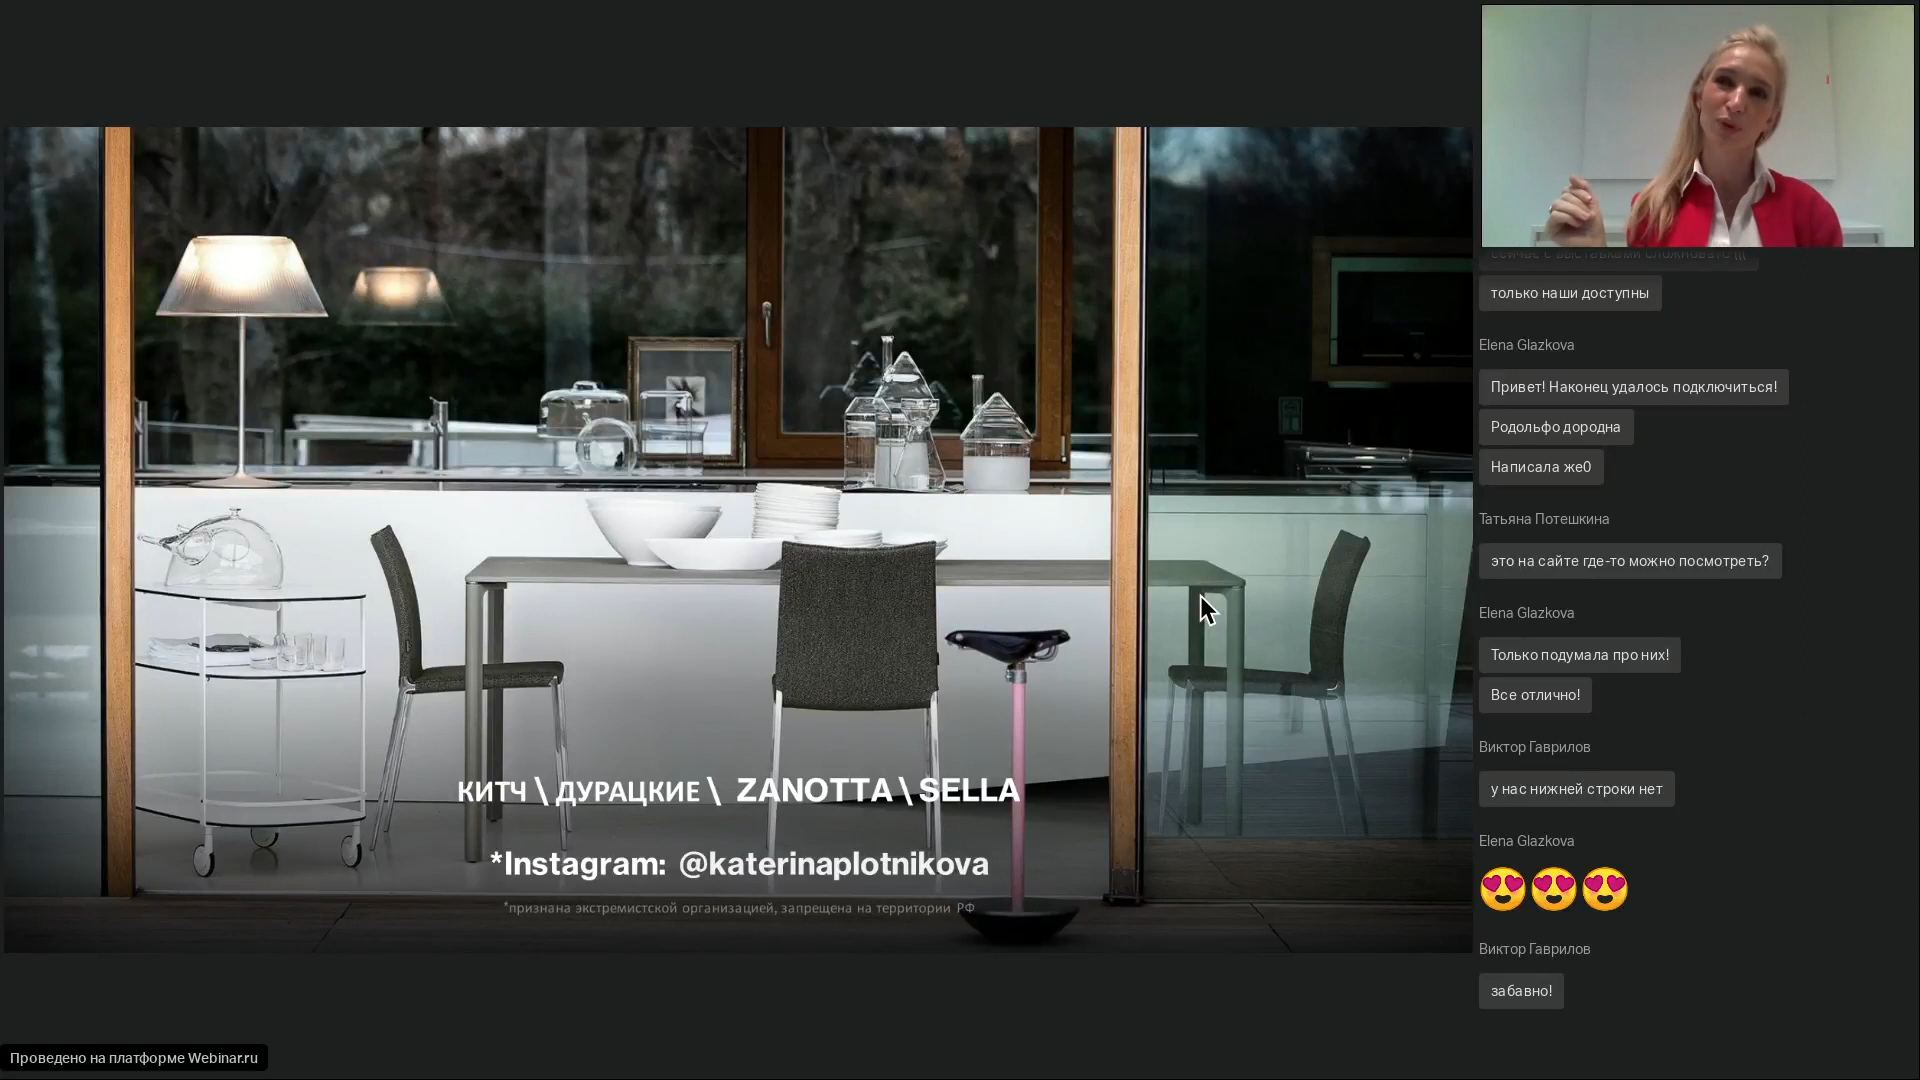 КИТЧ \ ДУРАЦКИЕ \ ZANOTTA \ SELLA
*Instagram: @katerinaplotnikova
*признана экстремистской организацией, запрещена на территории РФ
сейчас с выставками сложновато (((
только наши доступны
Elena Glazkova
Привет! Наконец удалось подключиться!
Родольфо дородна
Написала же0
Татьяна Потешкина
это на сайте где-то можно посмотреть?
Elena Glazkova
Только подумала про них!
Все отлично!
Виктор Гаврилов
у нас нижней строки нет
Elena Glazkova
😍😍😍
Виктор Гаврилов
забавно!
Проведено на платформе Webinar.ru